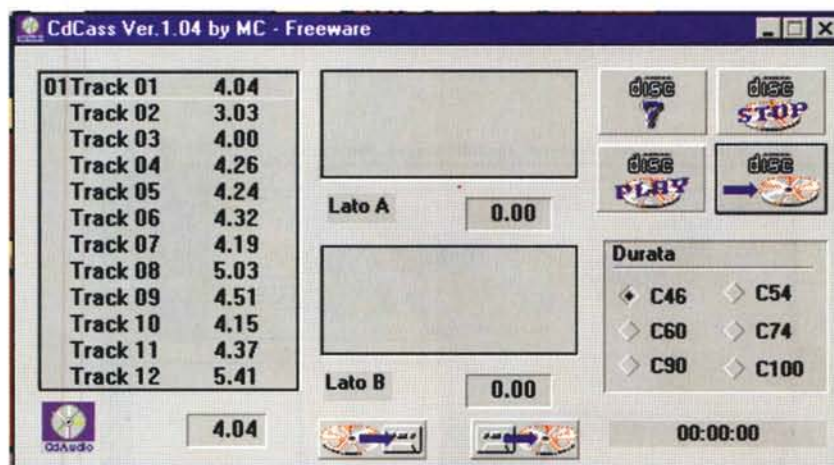 CdCass Ver.1.04 by MC - Freeware
01 Track 01 4.04
Track 02 3.03
Track 03 4.00
Track 04 4.26
Track 05 4.24
Track 06 4.32
Track 07 4.19
Track 08 5.03
Track 09 4.51
Track 10 4.15
Track 11 4.37
Track 12 5.41
CdAudio
4.04
Lato A 0.00
Lato B 0.00
disc 7
disc STOP
disc PLAY
disc
Durata
C46 C54
C60 C74
C90 C100
00:00:00